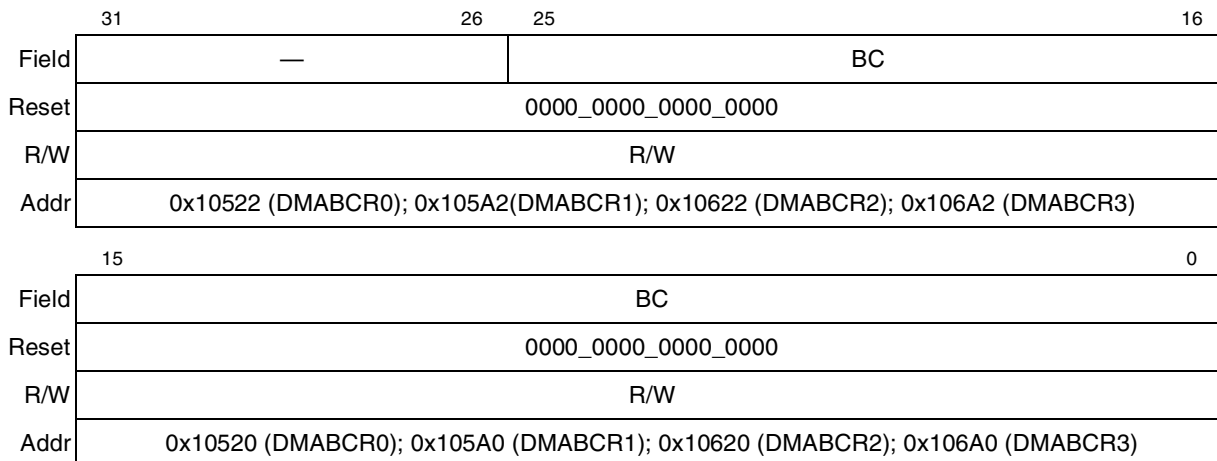 31 26 25 16
Field — BC
Reset 0000_0000_0000_0000
R/W R/W
Addr 0x10522 (DMABCR0); 0x105A2(DMABCR1); 0x10622 (DMABCR2); 0x106A2 (DMABCR3)
15 0
Field BC
Reset 0000_0000_0000_0000
R/W R/W
Addr 0x10520 (DMABCR0); 0x105A0 (DMABCR1); 0x10620 (DMABCR2); 0x106A0 (DMABCR3)